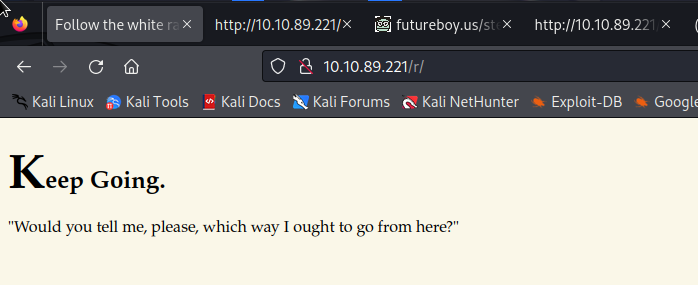 Follow the white ra
http://10.10.89.221/
futureboy.us/ste
http://10.10.221
10.10.89.221/r/
Kali Linux
Kali Tools
Kali Docs
Kali Forums
Kali NetHunter
Exploit-DB
Google
Keep Going.
"Would you tell me, please, which way I ought to go from here?"